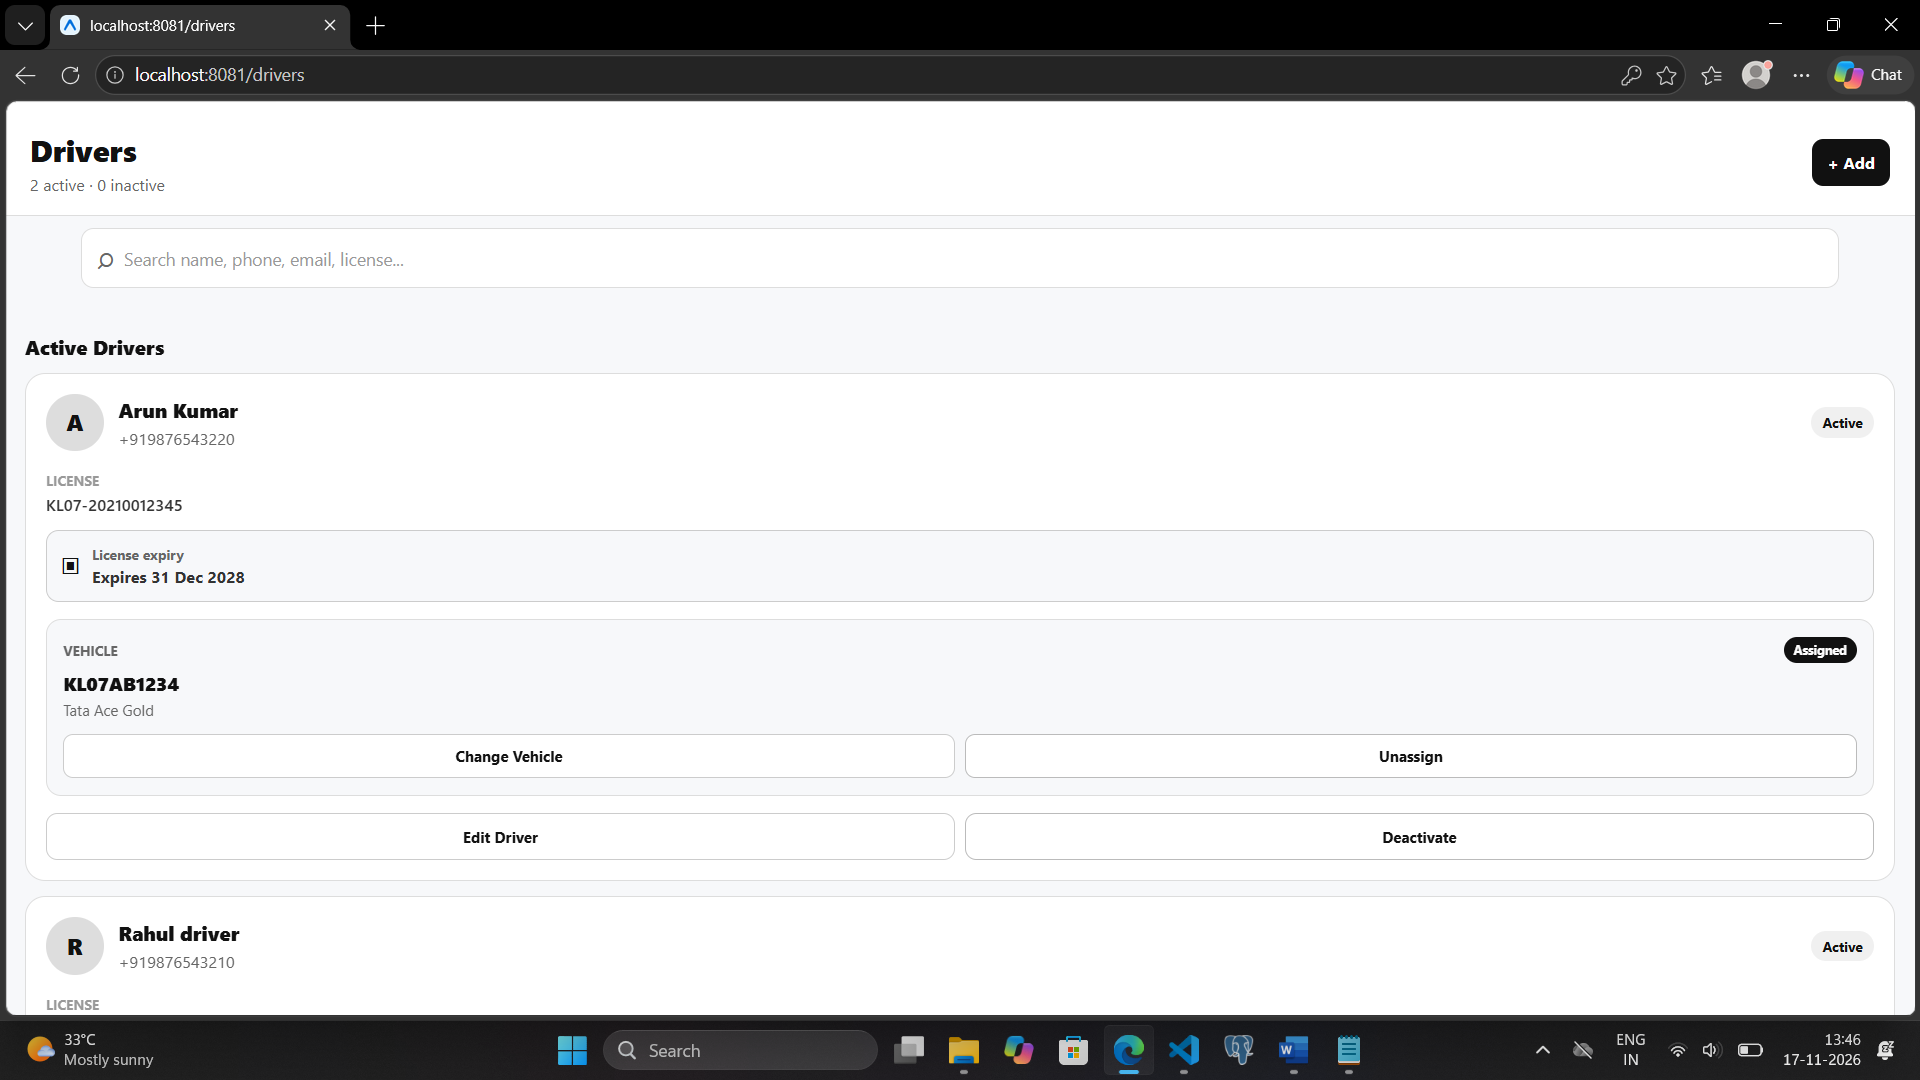 localhost:8081/drivers
localhost:8081/drivers
Chat
Drivers
2 active · 0 inactive
+ Add
Search name, phone, email, license...
Active Drivers
A
Arun Kumar
+919876543220
Active
LICENSE
KL07-20210012345
License expiry
Expires 31 Dec 2028
VEHICLE
Assigned
KL07AB1234
Tata Ace Gold
Change Vehicle
Unassign
Edit Driver
Deactivate
R
Rahul driver
+919876543210
Active
LICENSE
33°C
Mostly sunny
Search
W
ENG
IN
13:46
17-11-2026